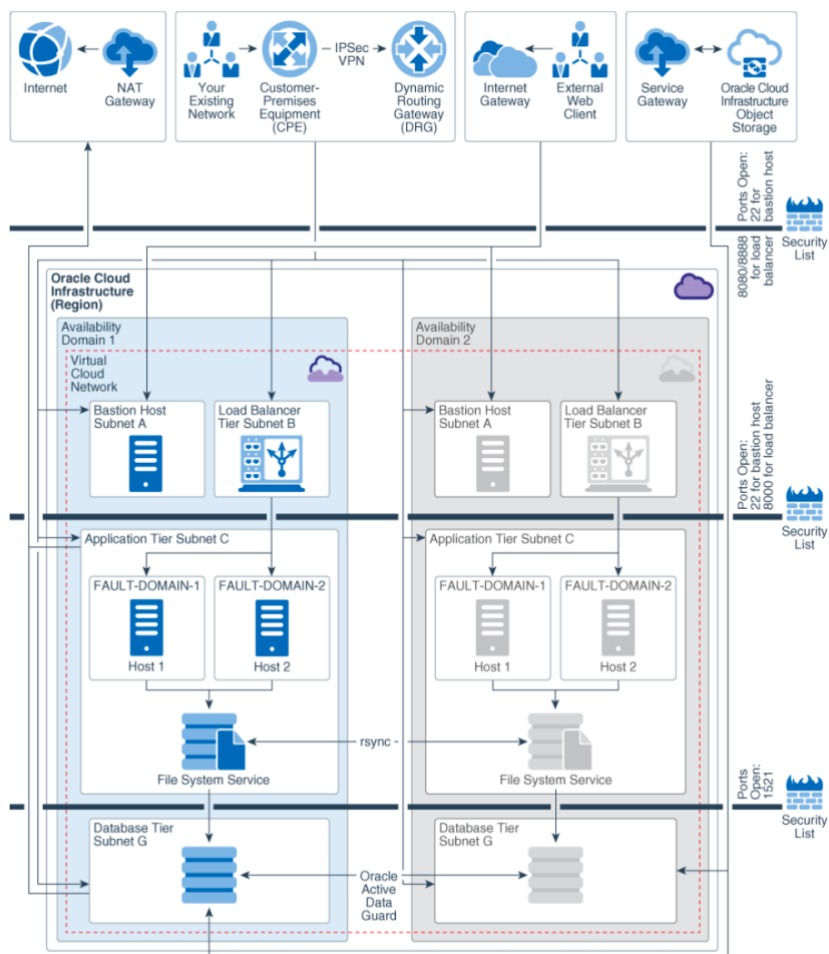 Internet
NAT
Gateway
Your
Existing
Network
Customer-
Premises
Equipment
(CPE)
IPSec
VPN
Dynamic
Routing
Gateway
(DRG)
Internet
Gateway
External
Web
Client
Service
Gateway
Oracle Cloud
Infrastructure
Object
Storage
Ports Open:
22 for
bastion host
8080/8888
for load
balancer
Security
List
Oracle Cloud
Infrastructure
(Region)
Availability
Domain 1
Availability
Domain 2
Virtual
Cloud
Network
Bastion Host
Subnet A
Load Balancer
Tier Subnet B
Bastion Host
Subnet A
Load Balancer
Tier Subnet B
Ports Open:
22 for bastion host
8000 for load balancer
Security
List
Application Tier Subnet C
Application Tier Subnet C
FAULT-DOMAIN-1
Host 1
FAULT-DOMAIN-2
Host 2
FAULT-DOMAIN-1
Host 1
FAULT-DOMAIN-2
Host 2
File System Service
rsync
File System Service
Ports
Open:
1521
Security
List
Database Tier
Subnet G
Oracle
Active
Data
Guard
Database Tier
Subnet G